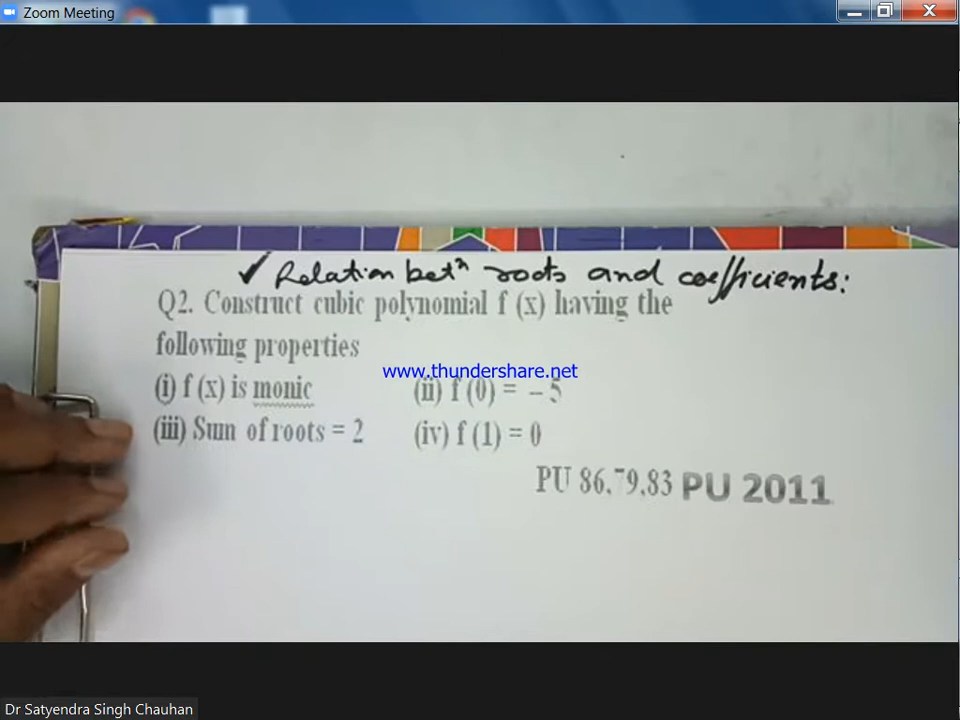 Zoom Meeting
✓ Relation betn roots and coefficients:
Q2. Construct cubic polynomial f (x) having the
following properties
www.thundershare.net
(i) f (x) is monic (ii) f (0) = – 5
(iii) Sum of roots = 2 (iv) f (1) = 0
PU 86,79,83 PU 2011
Dr Satyendra Singh Chauhan